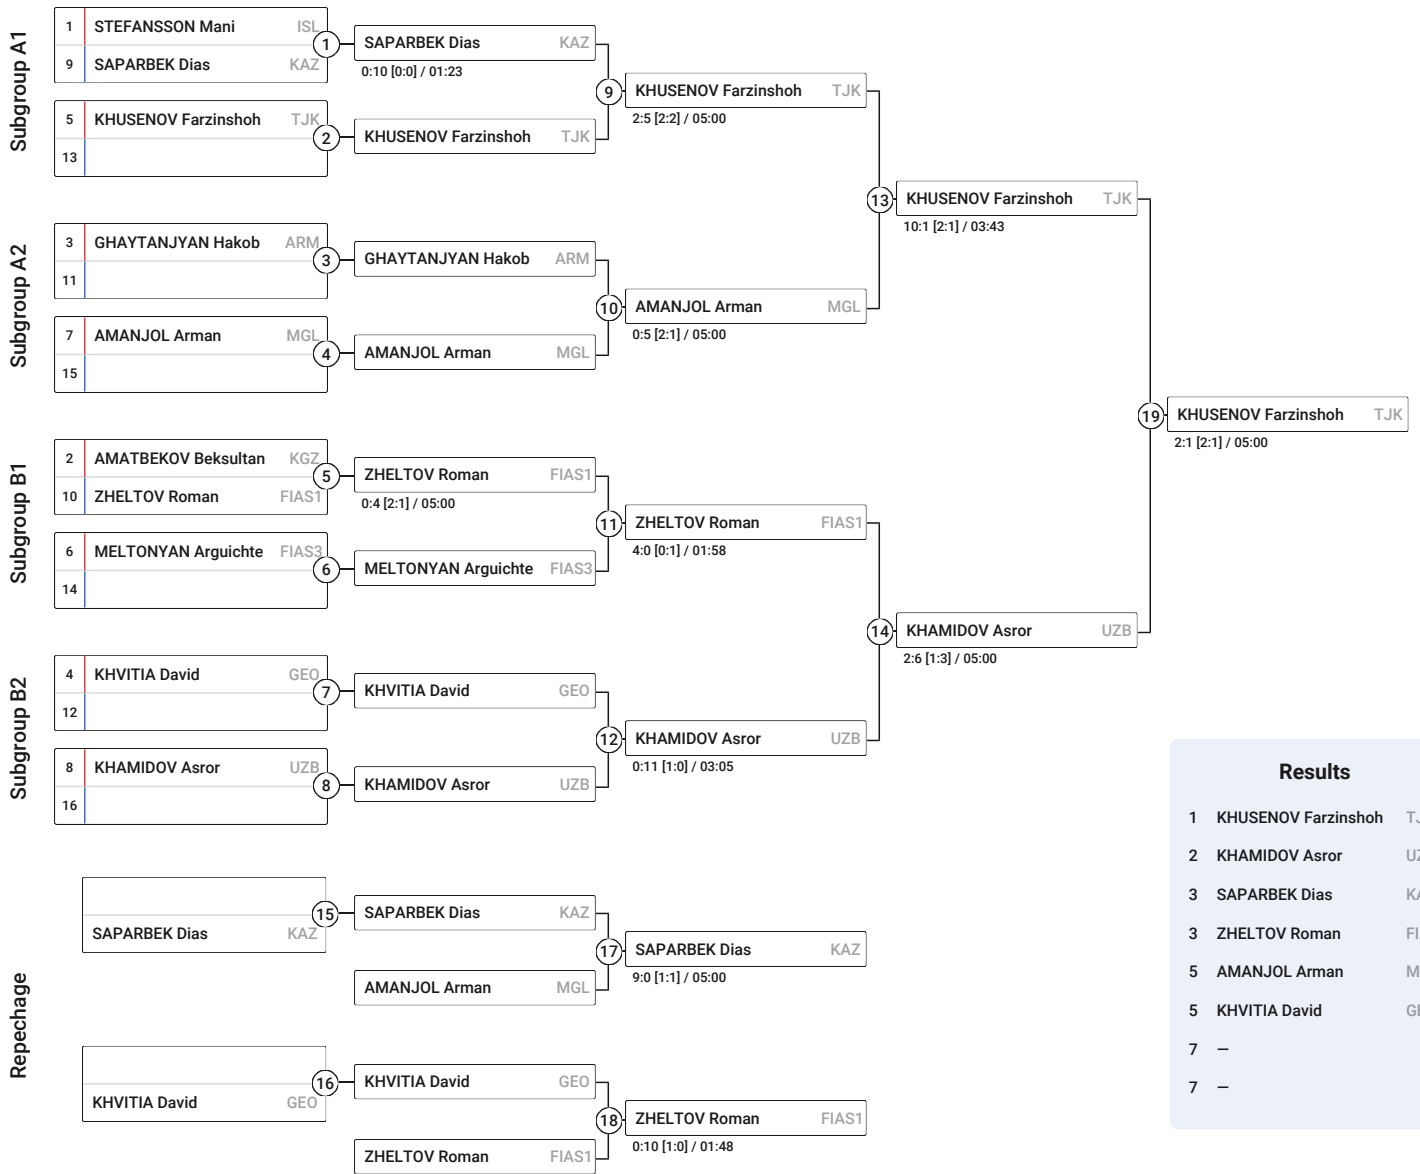 Subgroup A1
1 STEFANSSON Mani ISL
9 SAPARBEK Dias KAZ
1
SAPARBEK Dias KAZ
0:10 [0:0] / 01:23
5 KHUSENOV Farzinshoh TJK
13
2
KHUSENOV Farzinshoh TJK
9
KHUSENOV Farzinshoh TJK
2:5 [2:2] / 05:00
Subgroup A2
3 GHAYTANJYAN Hakob ARM
11
3
GHAYTANJYAN Hakob ARM
7 AMANJOL Arman MGL
15
4
AMANJOL Arman MGL
10
AMANJOL Arman MGL
0:5 [2:1] / 05:00
13
KHUSENOV Farzinshoh TJK
10:1 [2:1] / 03:43
Subgroup B1
2 AMATBEKOV Beksultan KGZ
10 ZHELTOV Roman FIAS1
5
ZHELTOV Roman FIAS1
0:4 [2:1] / 05:00
6 MELTONYAN Arguichte FIAS3
14
6
MELTONYAN Arguichte FIAS3
11
ZHELTOV Roman FIAS1
4:0 [0:1] / 01:58
Subgroup B2
4 KHVITIA David GEO
12
7
KHVITIA David GEO
8 KHAMIDOV Asror UZB
16
8
KHAMIDOV Asror UZB
12
KHAMIDOV Asror UZB
0:11 [1:0] / 03:05
14
KHAMIDOV Asror UZB
2:6 [1:3] / 05:00
19
KHUSENOV Farzinshoh TJK
2:1 [2:1] / 05:00
Repechage
SAPARBEK Dias KAZ
15
SAPARBEK Dias KAZ
AMANJOL Arman MGL
17
SAPARBEK Dias KAZ
9:0 [1:1] / 05:00
KHVITIA David GEO
16
KHVITIA David GEO
ZHELTOV Roman FIAS1
18
ZHELTOV Roman FIAS1
0:10 [1:0] / 01:48
Results
1 KHUSENOV Farzinshoh
2 KHAMIDOV Asror
3 SAPARBEK Dias
3 ZHELTOV Roman
5 AMANJOL Arman
5 KHVITIA David
7 –
7 –